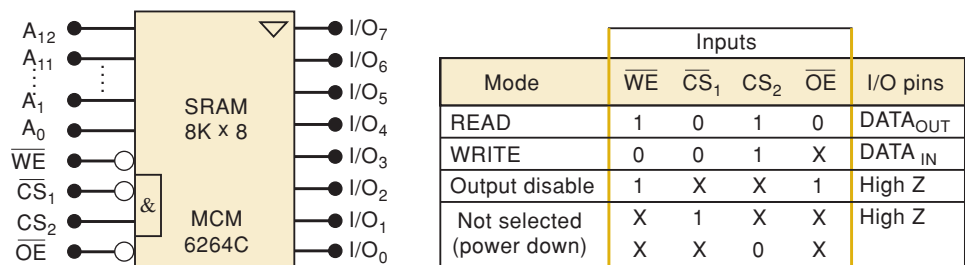 A12
A11
A1
A0
WE
CS1
CS2
OE
&
SRAM
8K x 8
MCM
6264C
I/O7
I/O6
I/O5
I/O4
I/O3
I/O2
I/O1
I/O0
Inputs
Mode WE CS1 CS2 OE I/O pins
READ 1 0 1 0 DATAOUT
WRITE 0 0 1 X DATA IN
Output disable 1 X X 1 High Z
Not selected X 1 X X High Z
(power down) X X 0 X